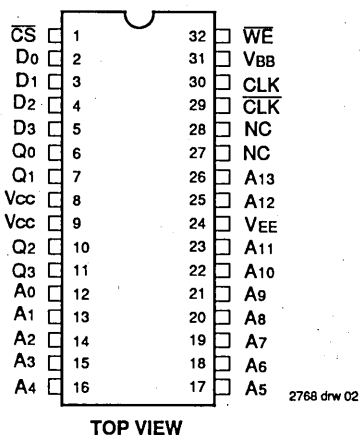 C̅S̅ 1 32 W̅E̅
D0 2 31 VBB
D1 3 30 CLK
D2 4 29 C̅L̅K̅
D3 5 28 NC
Q0 6 27 NC
Q1 7 26 A13
Vcc 8 25 A12
Vcc 9 24 VEE
Q2 10 23 A11
Q3 11 22 A10
A0 12 21 A9
A1 13 20 A8
A2 14 19 A7
A3 15 18 A6
A4 16 17 A5
2768 drw 02
TOP VIEW